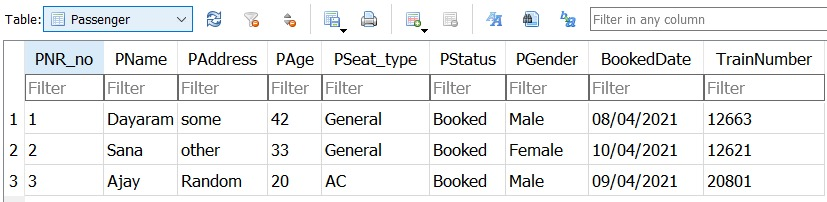 Table: Passenger Filter in any column
PNR_no PName PAddress PAge PSeat_type PStatus PGender BookedDate TrainNumber
Filter Filter Filter Filter Filter Filter Filter Filter Filter
1 1 Dayaram some 42 General Booked Male 08/04/2021 12663
2 2 Sana other 33 General Booked Female 10/04/2021 12621
3 3 Ajay Random 20 AC Booked Male 09/04/2021 20801